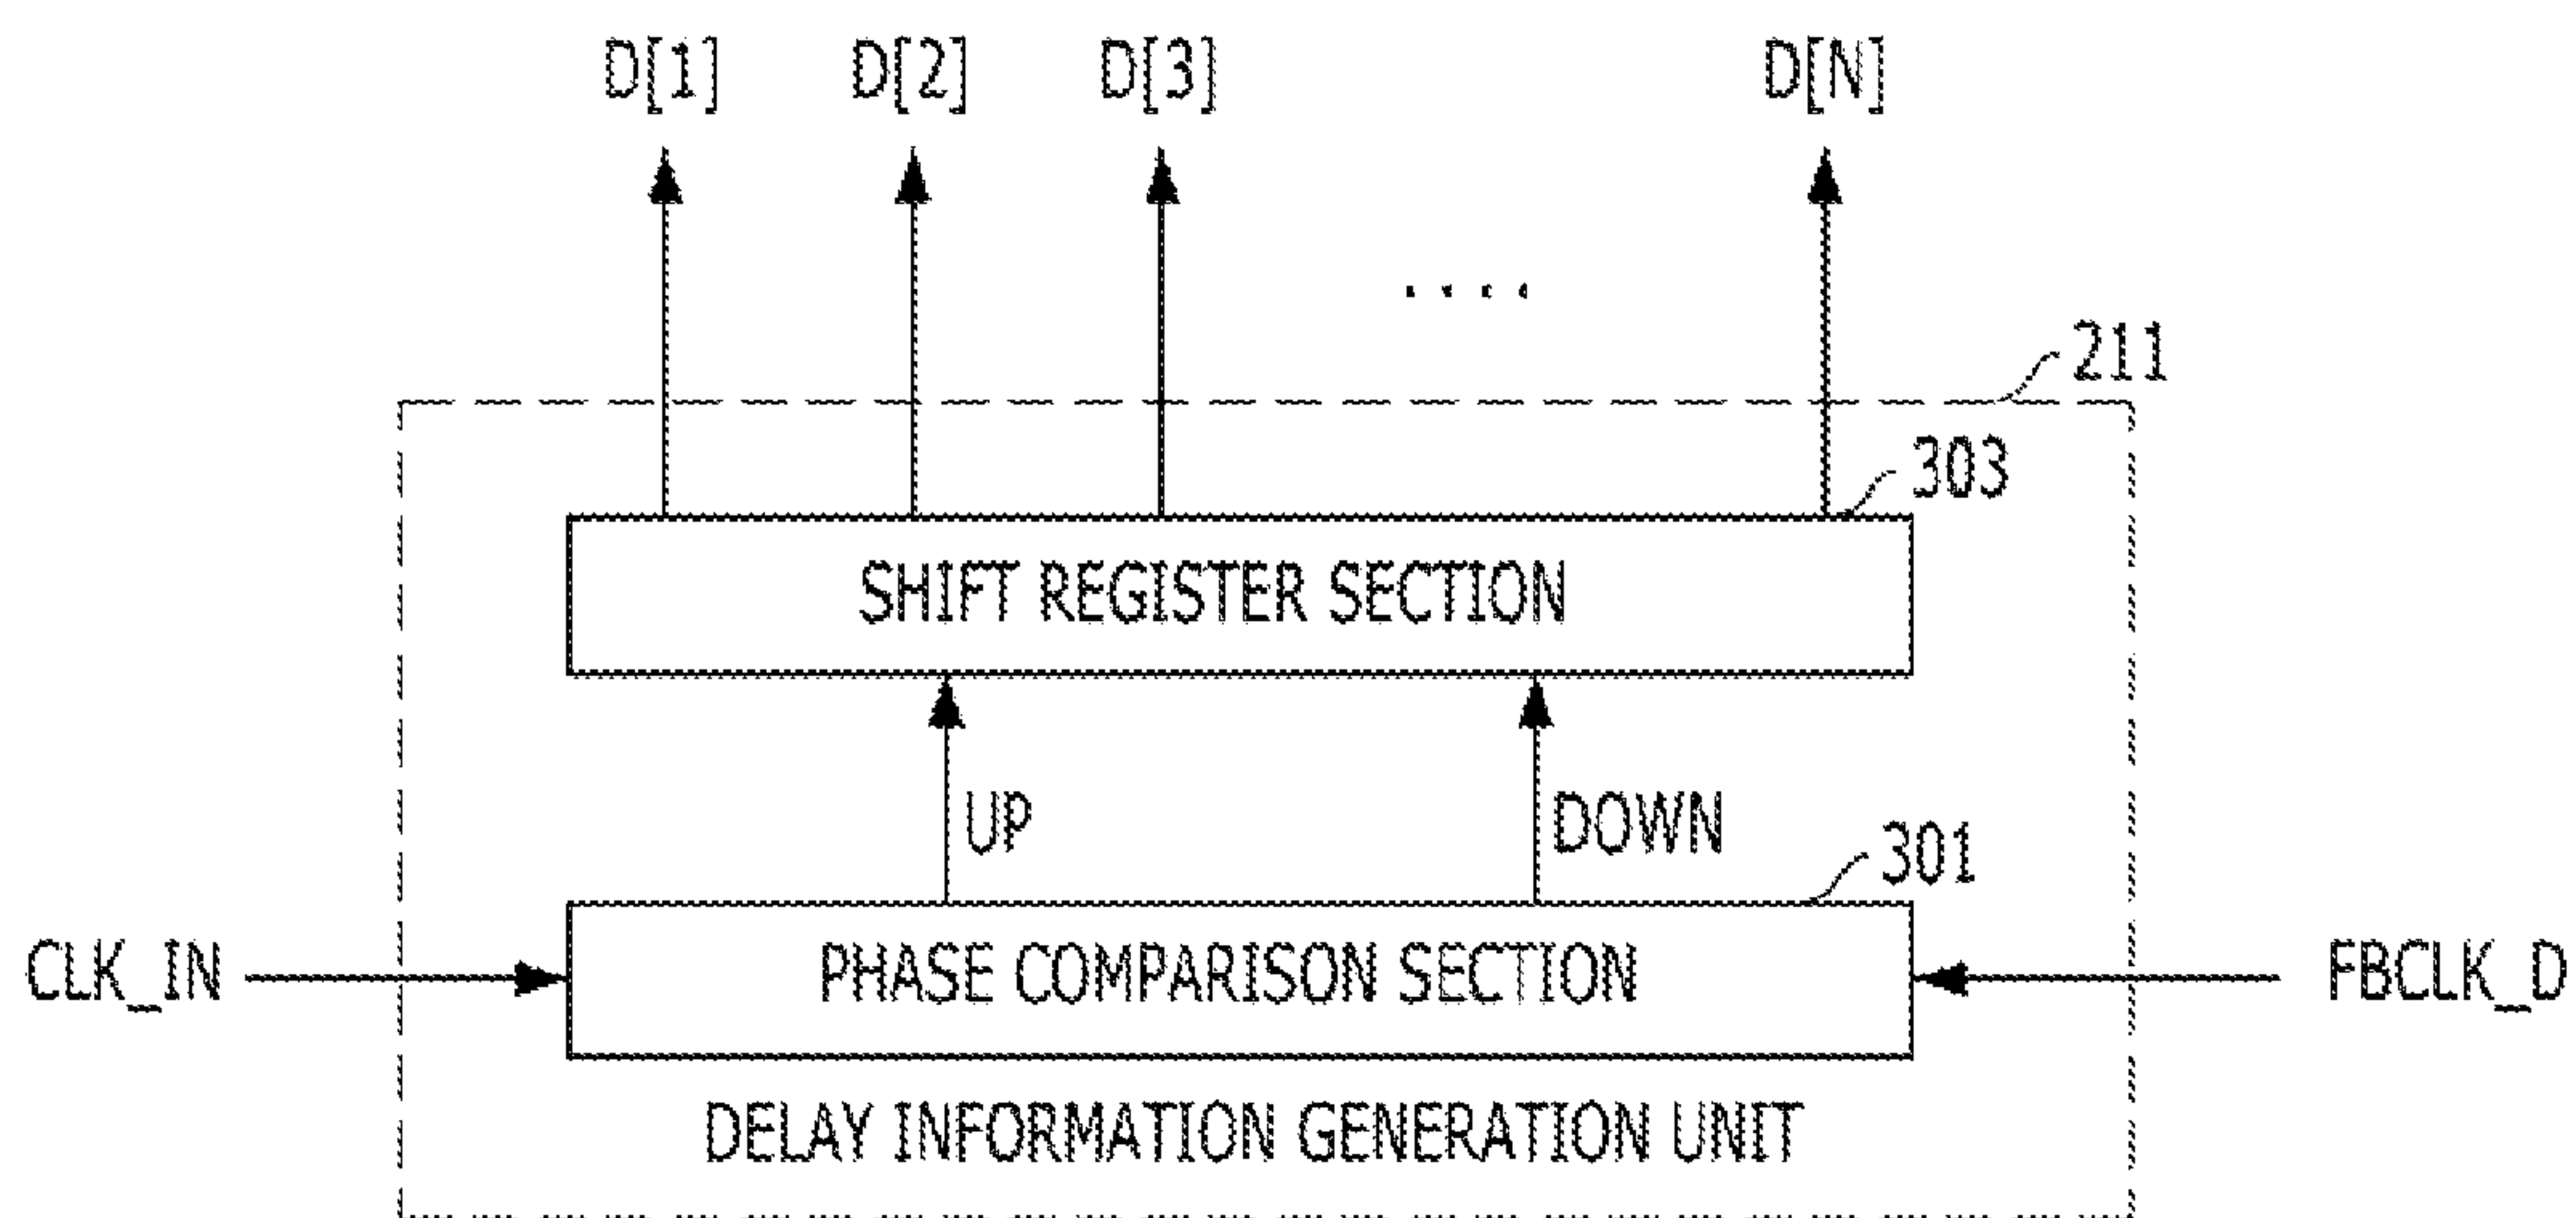 D[1] D[2] D[3] D[N]
....
211
303
SHIFT REGISTER SECTION
UP DOWN
301
CLK_IN PHASE COMPARISON SECTION FBCLK_D
DELAY INFORMATION GENERATION UNIT